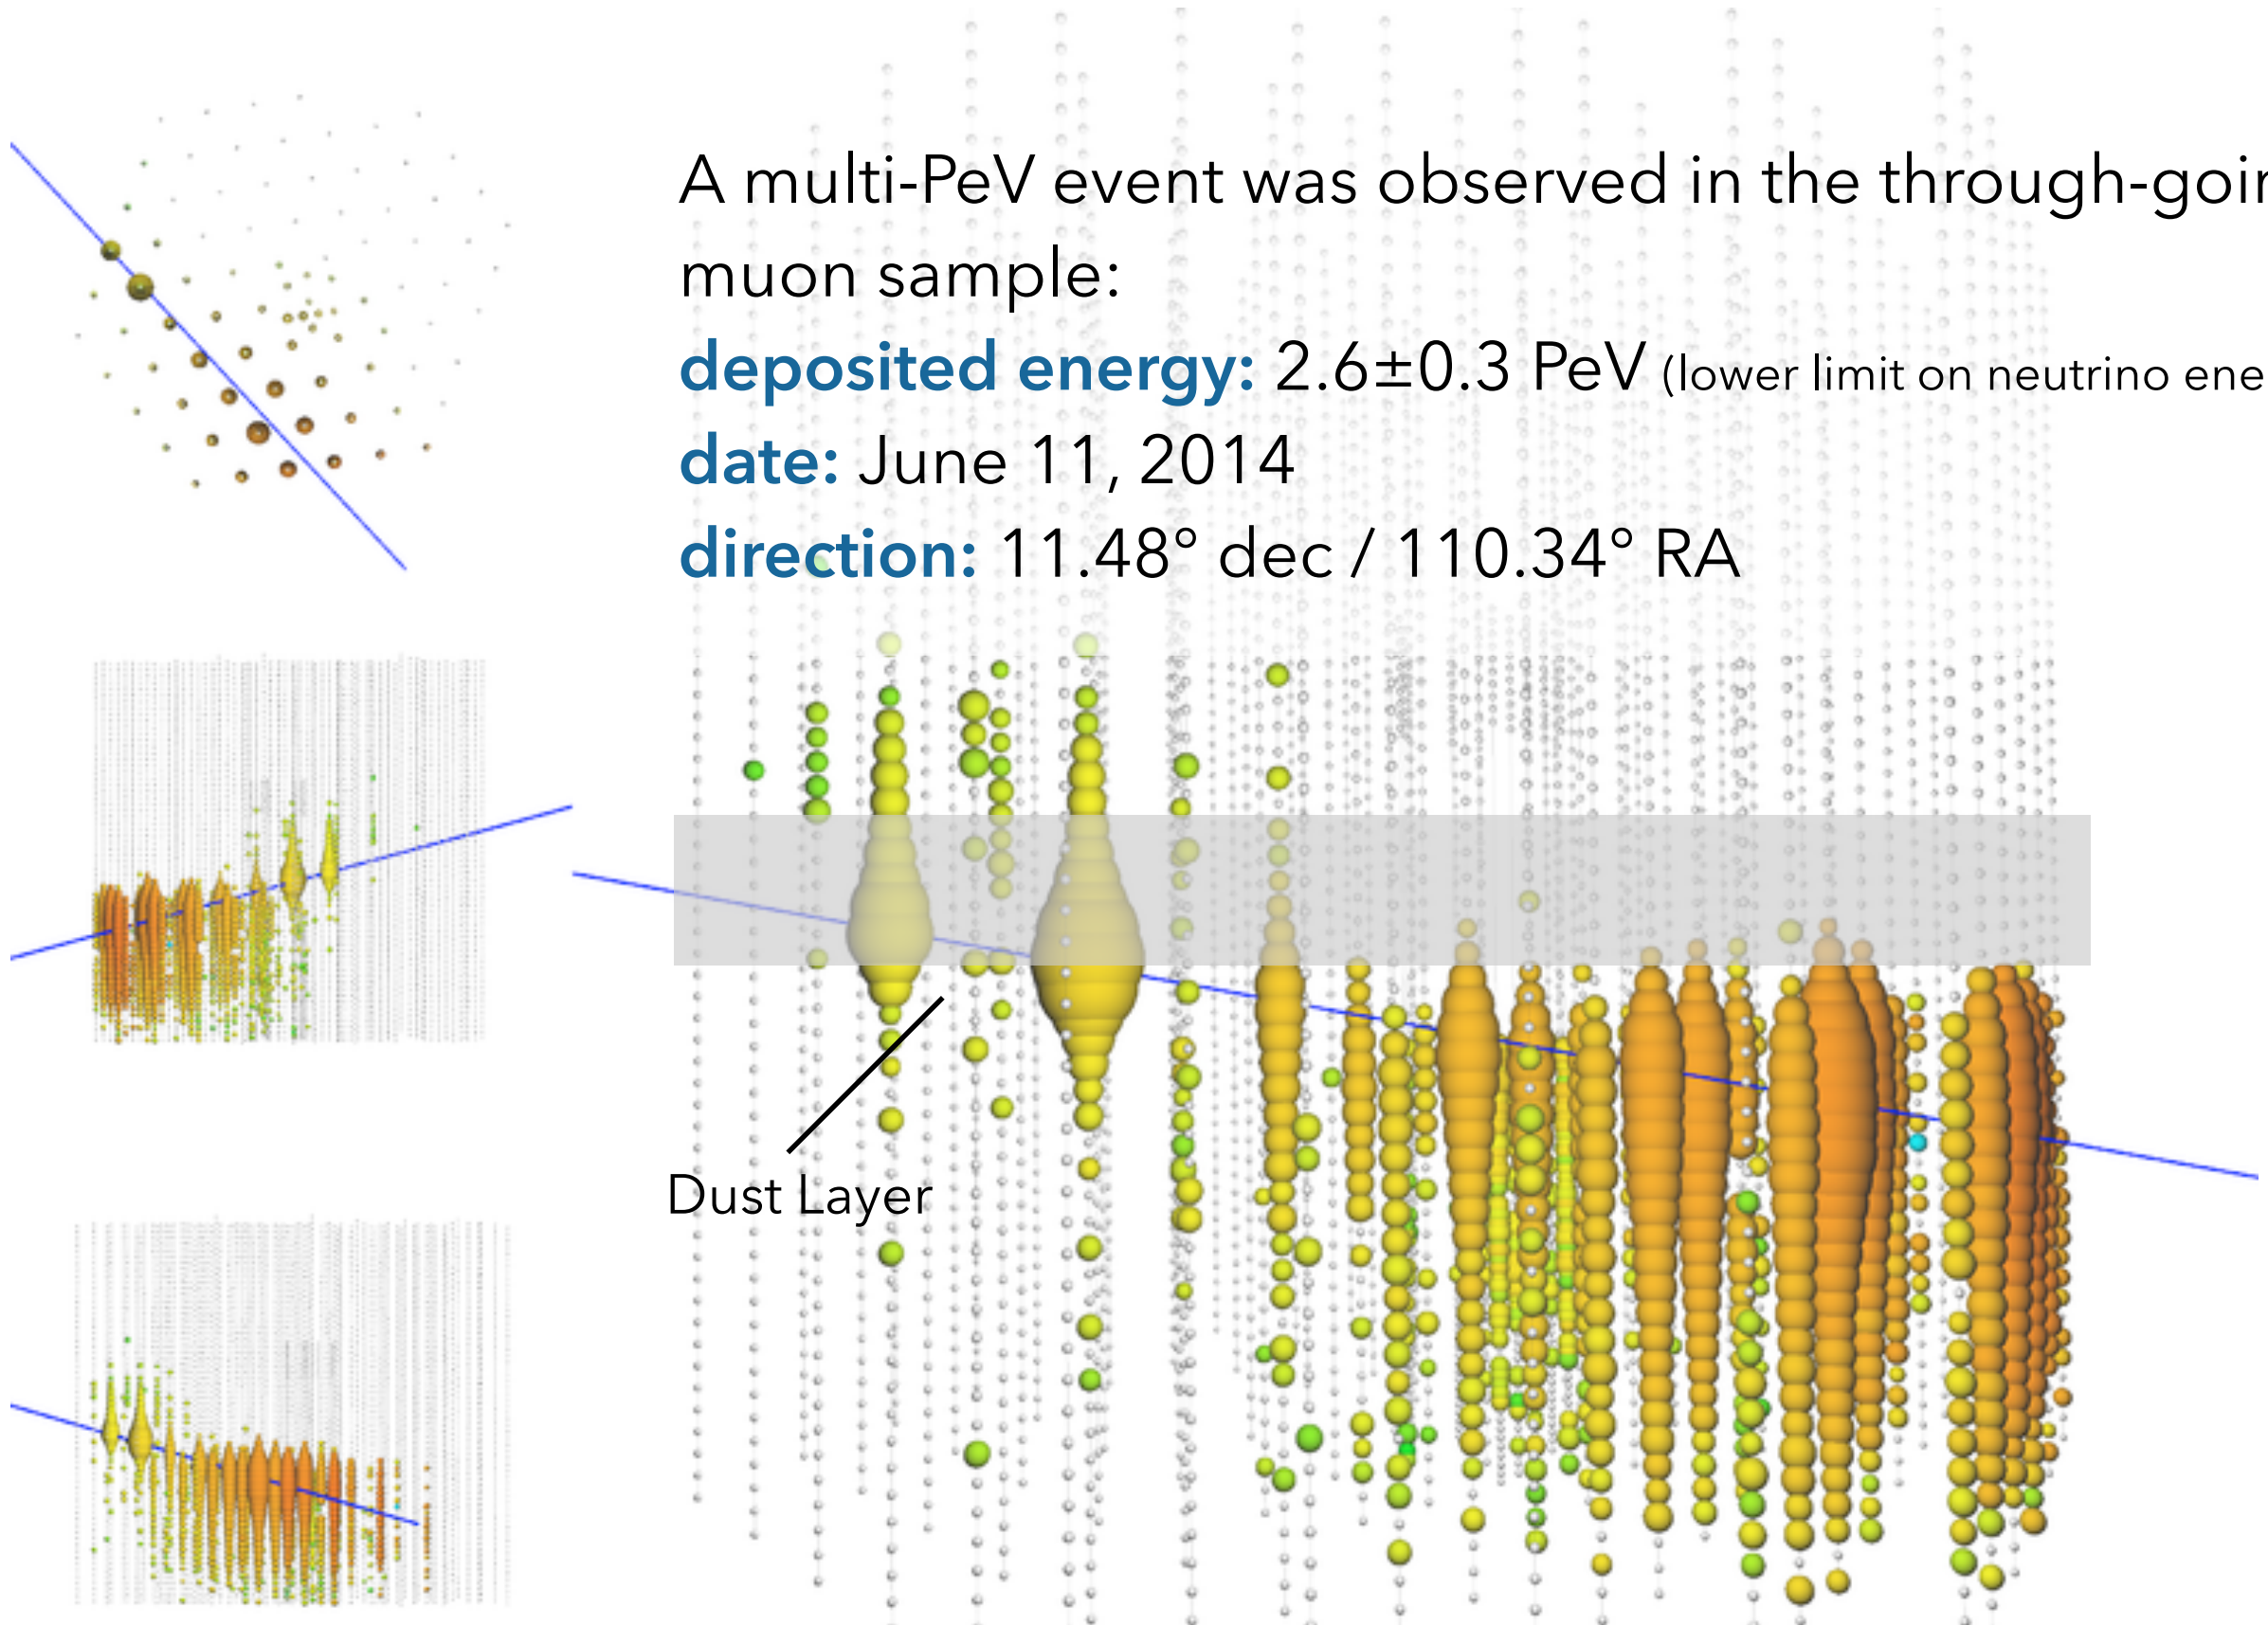 A multi-PeV event was observed in the through-goin
muon sample:
deposited energy: 2.6±0.3 PeV (lower limit on neutrino ene
date: June 11, 2014
direction: 11.48° dec / 110.34° RA
Dust Layer